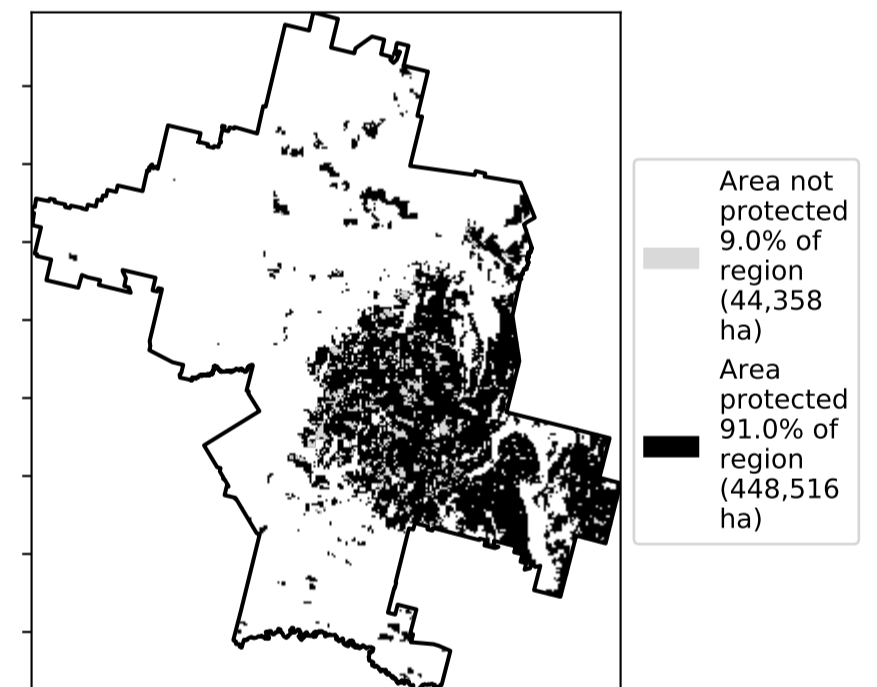 Area not
protected
9.0% of
region
(44,358
ha)
Area
protected
91.0% of
region
(448,516
ha)